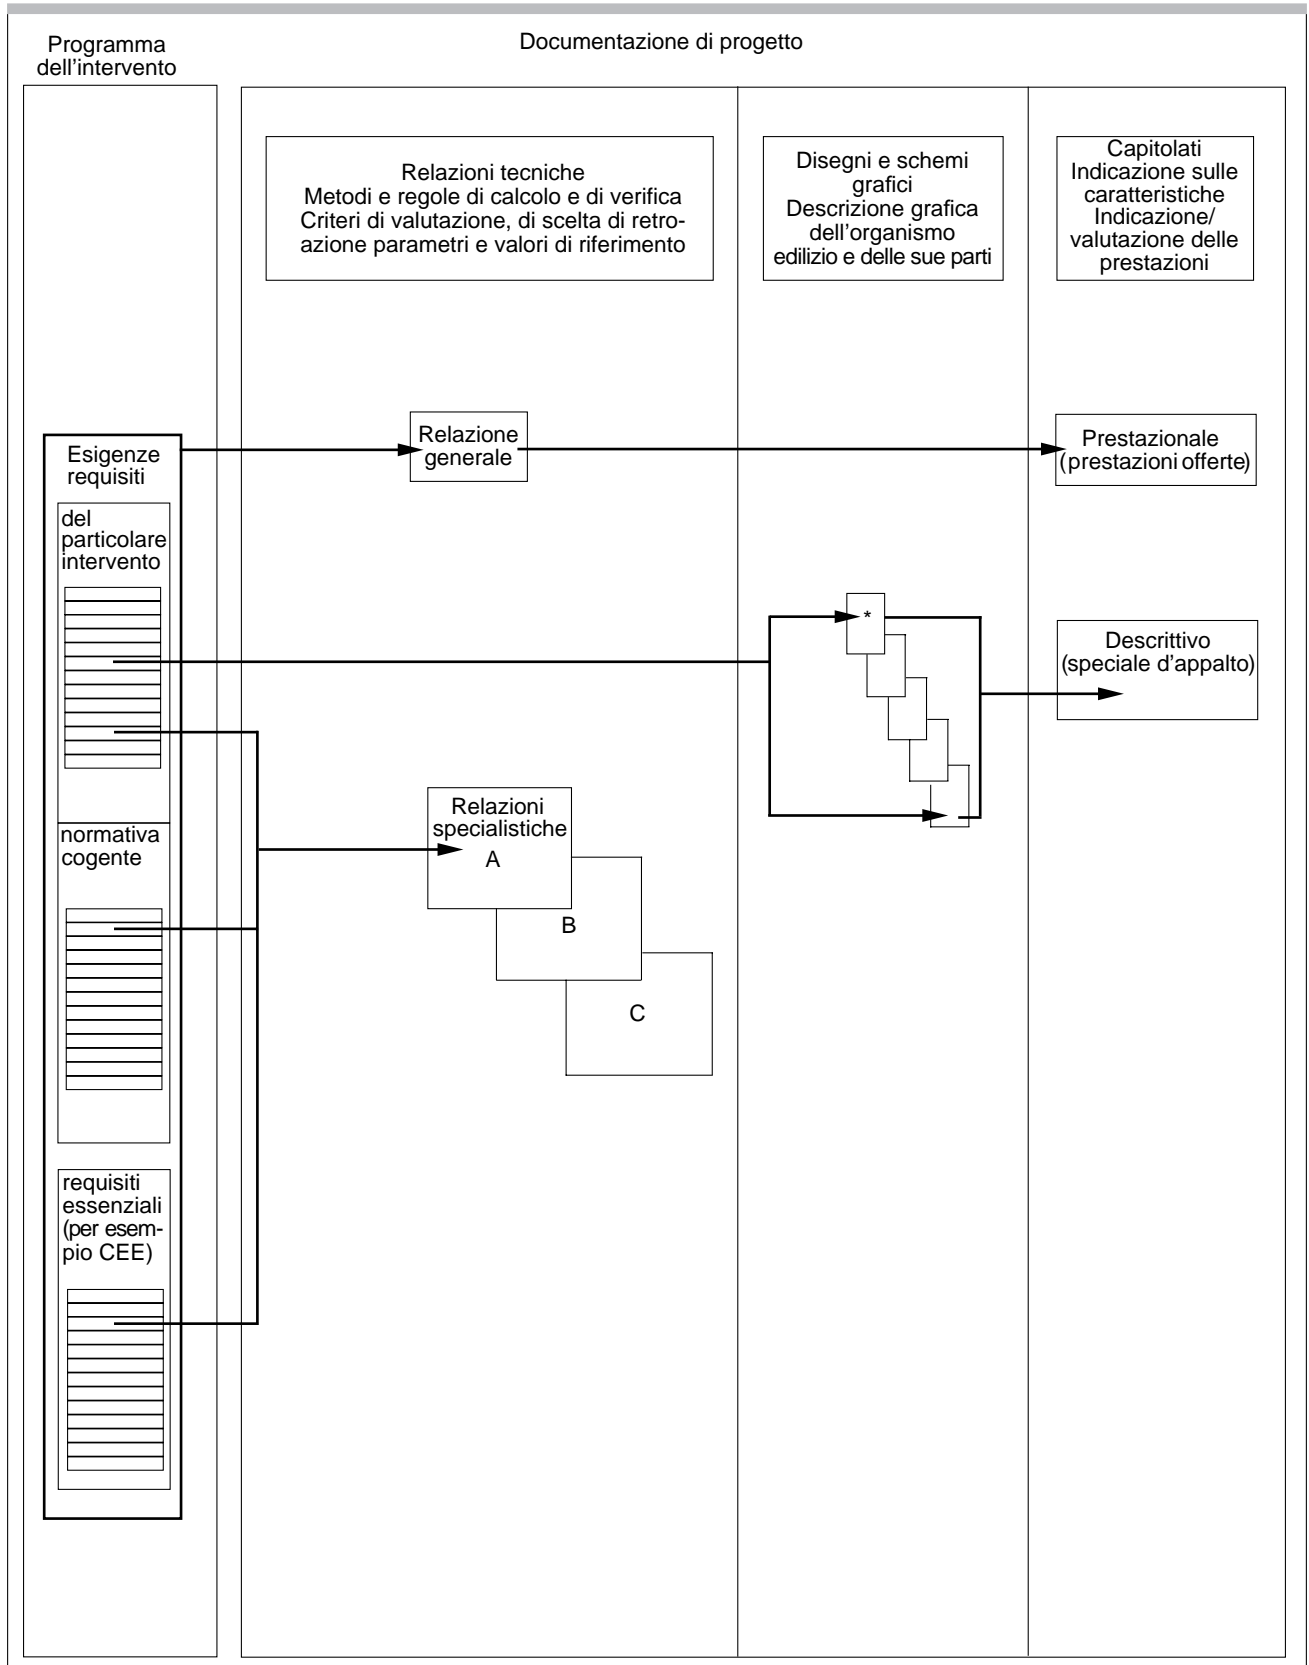 Programma
dell'intervento
Documentazione di progetto
Relazioni tecniche
Metodi e regole di calcolo e di verifica
Criteri di valutazione, di scelta di retro-
azione parametri e valori di riferimento
Disegni e schemi
grafici
Descrizione grafica
dell'organismo
edilizio e delle sue parti
Capitolati
Indicazione sulle
caratteristiche
Indicazione/
valutazione delle
prestazioni
Esigenze
requisiti
Relazione
generale
Prestazionale
(prestazioni offerte)
del
particolare
intervento
*
Descrittivo
(speciale d'appalto)
normativa
cogente
Relazioni
specialistiche
A
B
C
requisiti
essenziali
(per esem-
pio CEE)